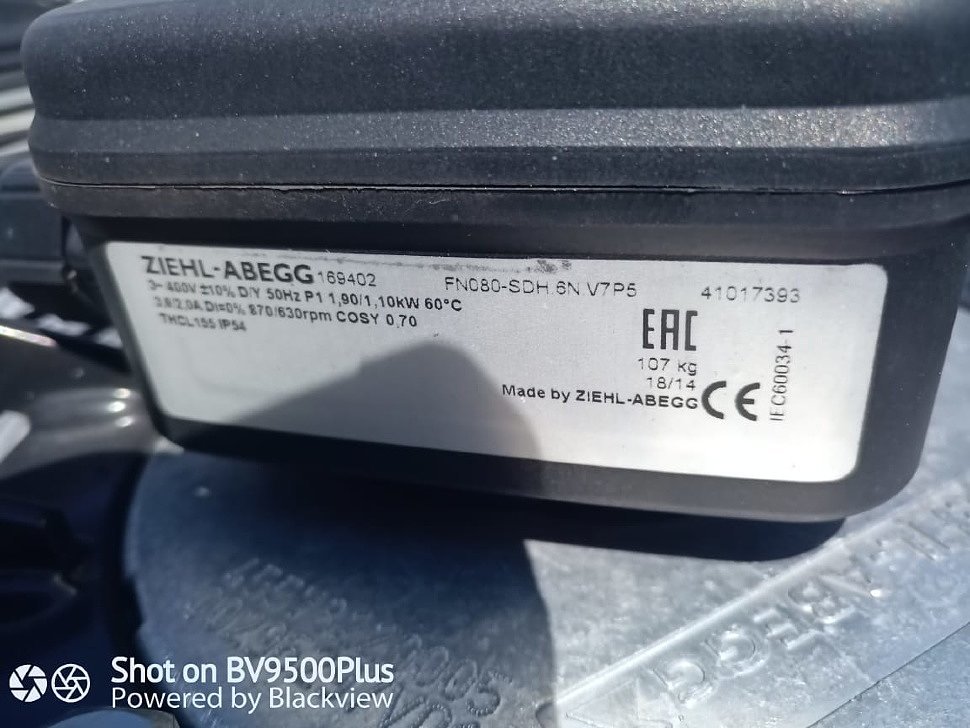 ZIEHL-ABEGG 169402 FN080-SDH.6N.V7P5 41017393
3~ 400V ±10% D/Y 50Hz P1 1,90/1,10kW 60°C
3.8/2.0A DI=0% 870/630rpm COSY 0,70
THCL155 IP54
EAC
107 kg
18/14
Made by ZIEHL-ABEGG CE
IEC60034-1
ABEGG
Shot on BV9500Plus
Powered by Blackview